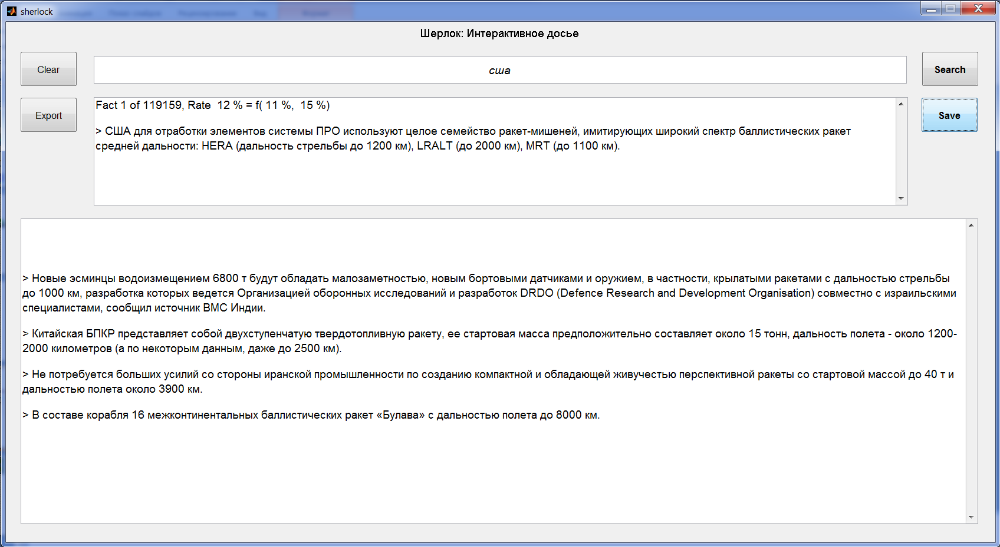 sherlock
Шерлок: Интерактивное досье
Clear
сша
Search
Export
Fact 1 of 119159, Rate  12 % = f( 11 %,  15 %)
Save
> США для отработки элементов системы ПРО используют целое семейство ракет-мишеней, имитирующих широкий спектр баллистических ракет
средней дальности: HERA (дальность стрельбы до 1200 км), LRALT (до 2000 км), MRT (до 1100 км).
> Новые эсминцы водоизмещением 6800 т будут обладать малозаметностью, новым бортовыми датчиками и оружием, в частности, крылатыми ракетами с дальностью стрельбы
до 1000 км, разработка которых ведется Организацией оборонных исследований и разработок DRDO (Defence Research and Development Organisation) совместно с израильскими
специалистами, сообщил источник ВМС Индии.
> Китайская БПКР представляет собой двухступенчатую твердотопливную ракету, ее стартовая масса предположительно составляет около 15 тонн, дальность полета - около 1200-
2000 километров (а по некоторым данным, даже до 2500 км).
> Не потребуется больших усилий со стороны иранской промышленности по созданию компактной и обладающей живучестью перспективной ракеты со стартовой массой до 40 т и
дальностью полета около 3900 км.
> В составе корабля 16 межконтинентальных баллистических ракет «Булава» с дальностью полета до 8000 км.